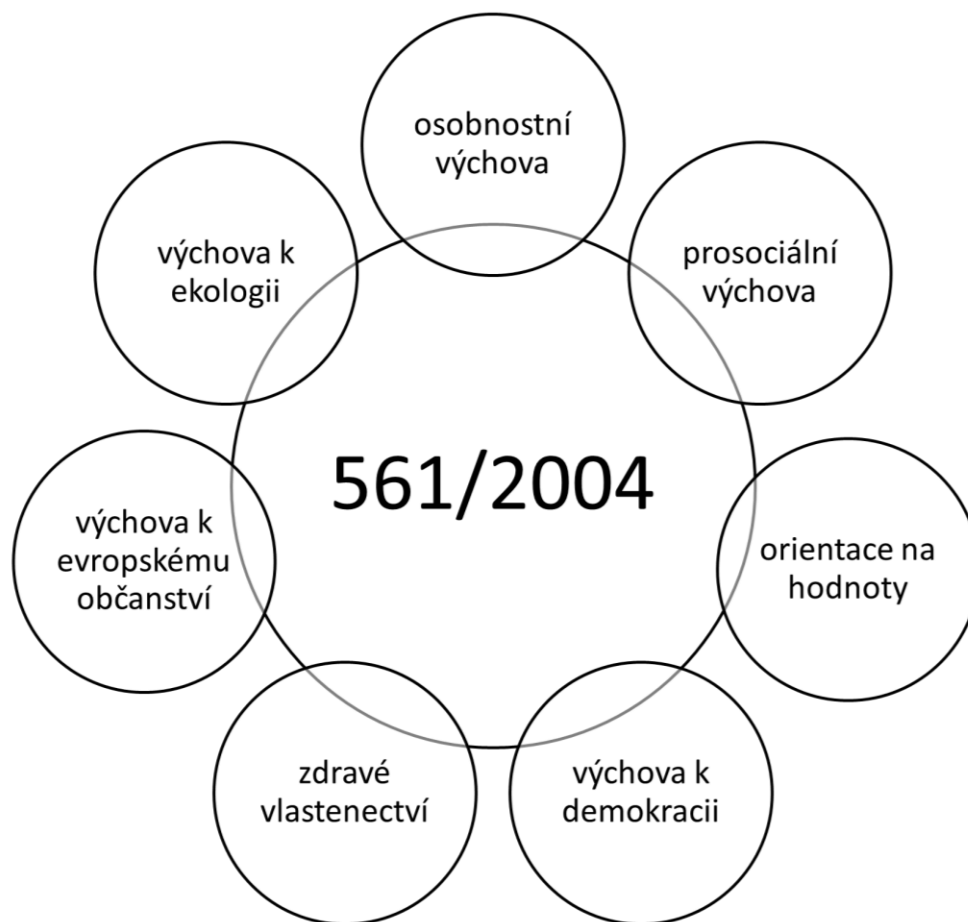 osobnostní
výchova
prosociální
výchova
orientace na
hodnoty
výchova k
demokracii
zdravé
vlastenectví
výchova k
evropskému
občanství
výchova k
ekologii
561/2004